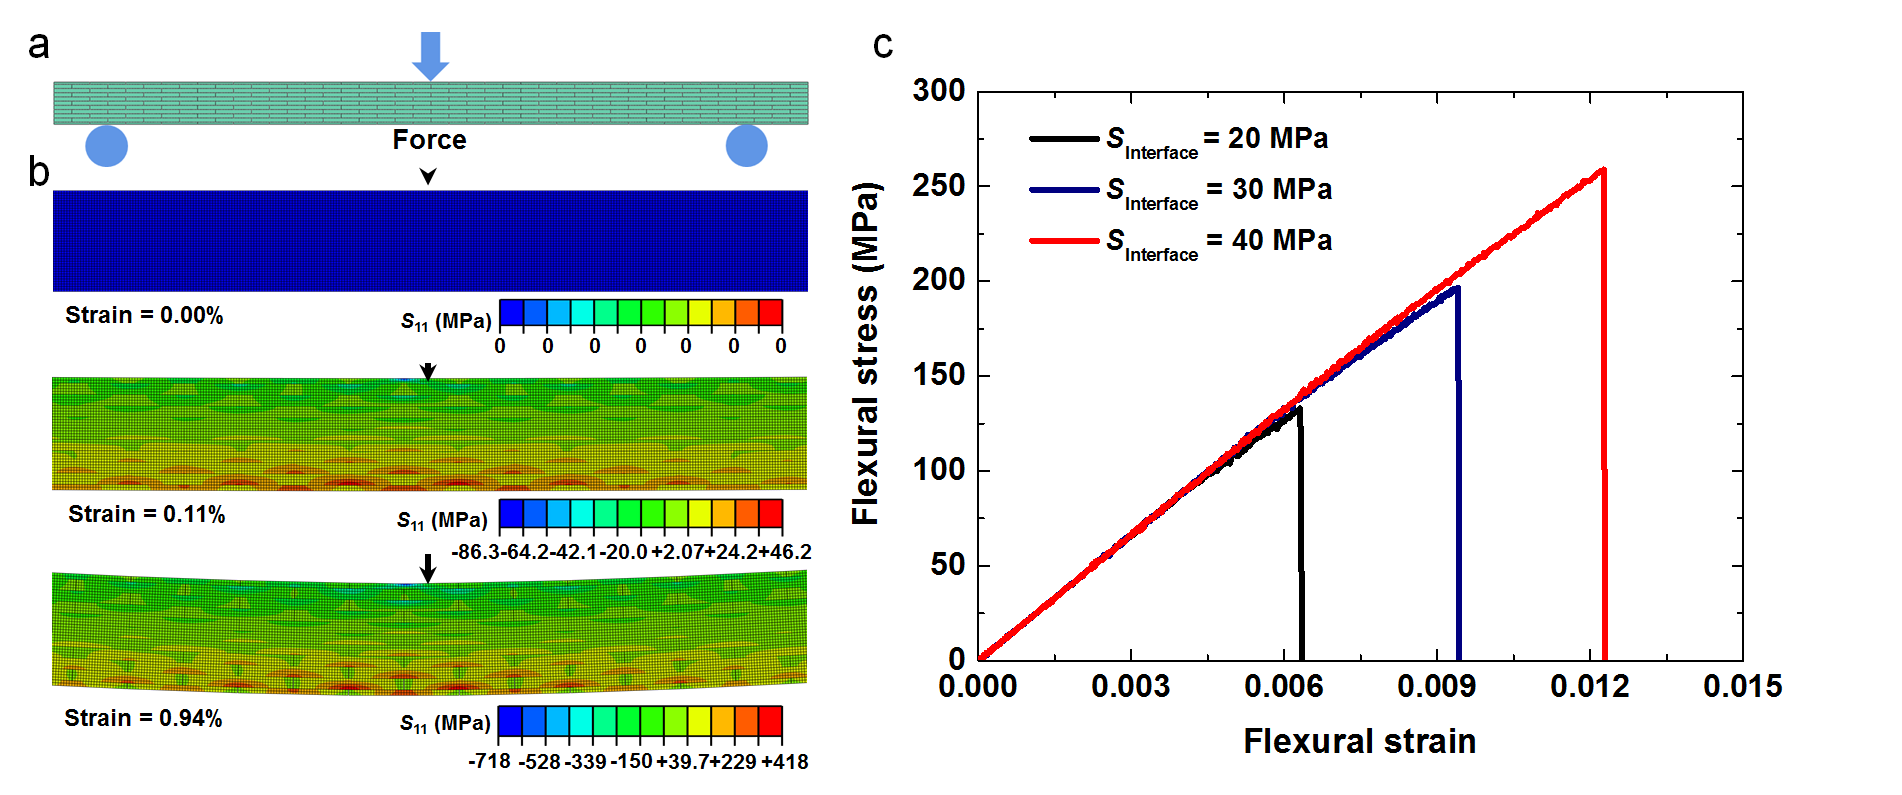 a
Force
b
Strain = 0.00%
S11 (MPa)
0 0 0 0 0 0 0
Strain = 0.11%
S11 (MPa)
-86.3 -64.2 -42.1 -20.0 +2.07 +24.2 +46.2
Strain = 0.94%
S11 (MPa)
-718 -528 -339 -150 +39.7 +229 +418
c
Flexural stress (MPa)
300
250
200
150
100
50
0
SInterface = 20 MPa
SInterface = 30 MPa
SInterface = 40 MPa
0.000 0.003 0.006 0.009 0.012 0.015
Flexural strain